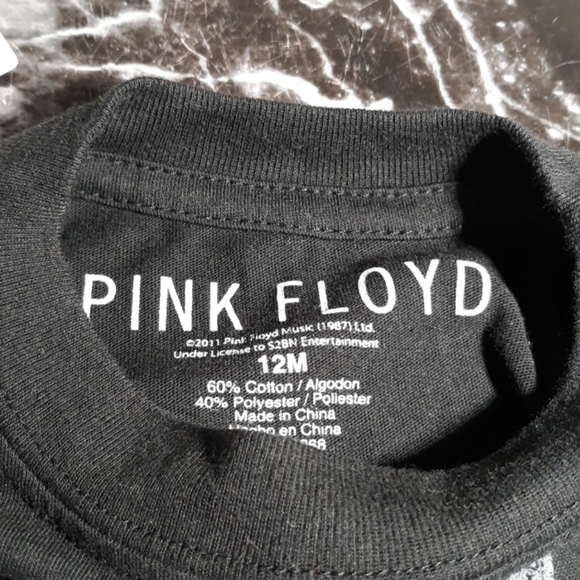 PINK FLOYD
©2011 Pink Floyd Music (1987) Ltd.
Under License to S2BN Entertainment
12M
60% Cotton / Algodon
40% Polyester / Poliester
Made in China
Hecho en China